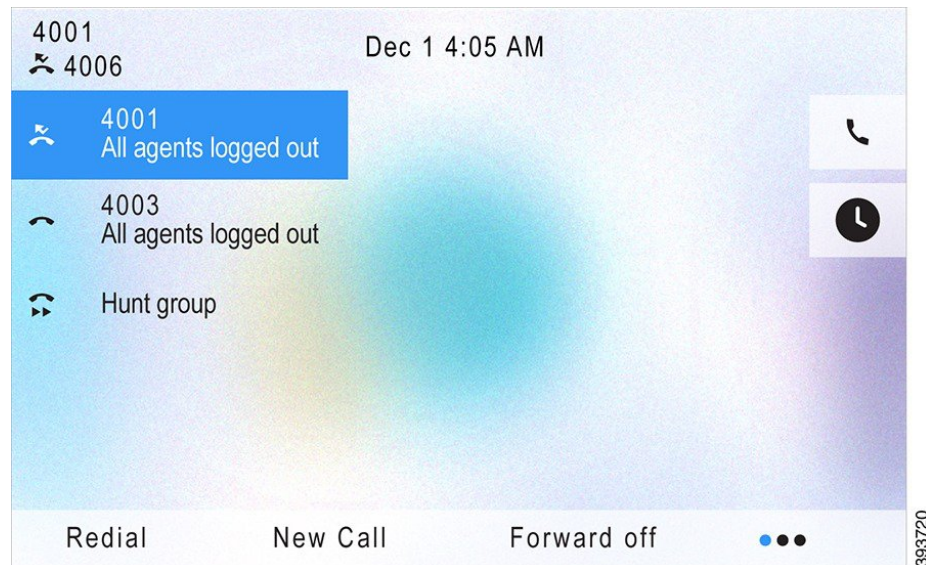 4001
4006
Dec 1 4:05 AM
4001
All agents logged out
4003
All agents logged out
Hunt group
Redial New Call Forward off
393720